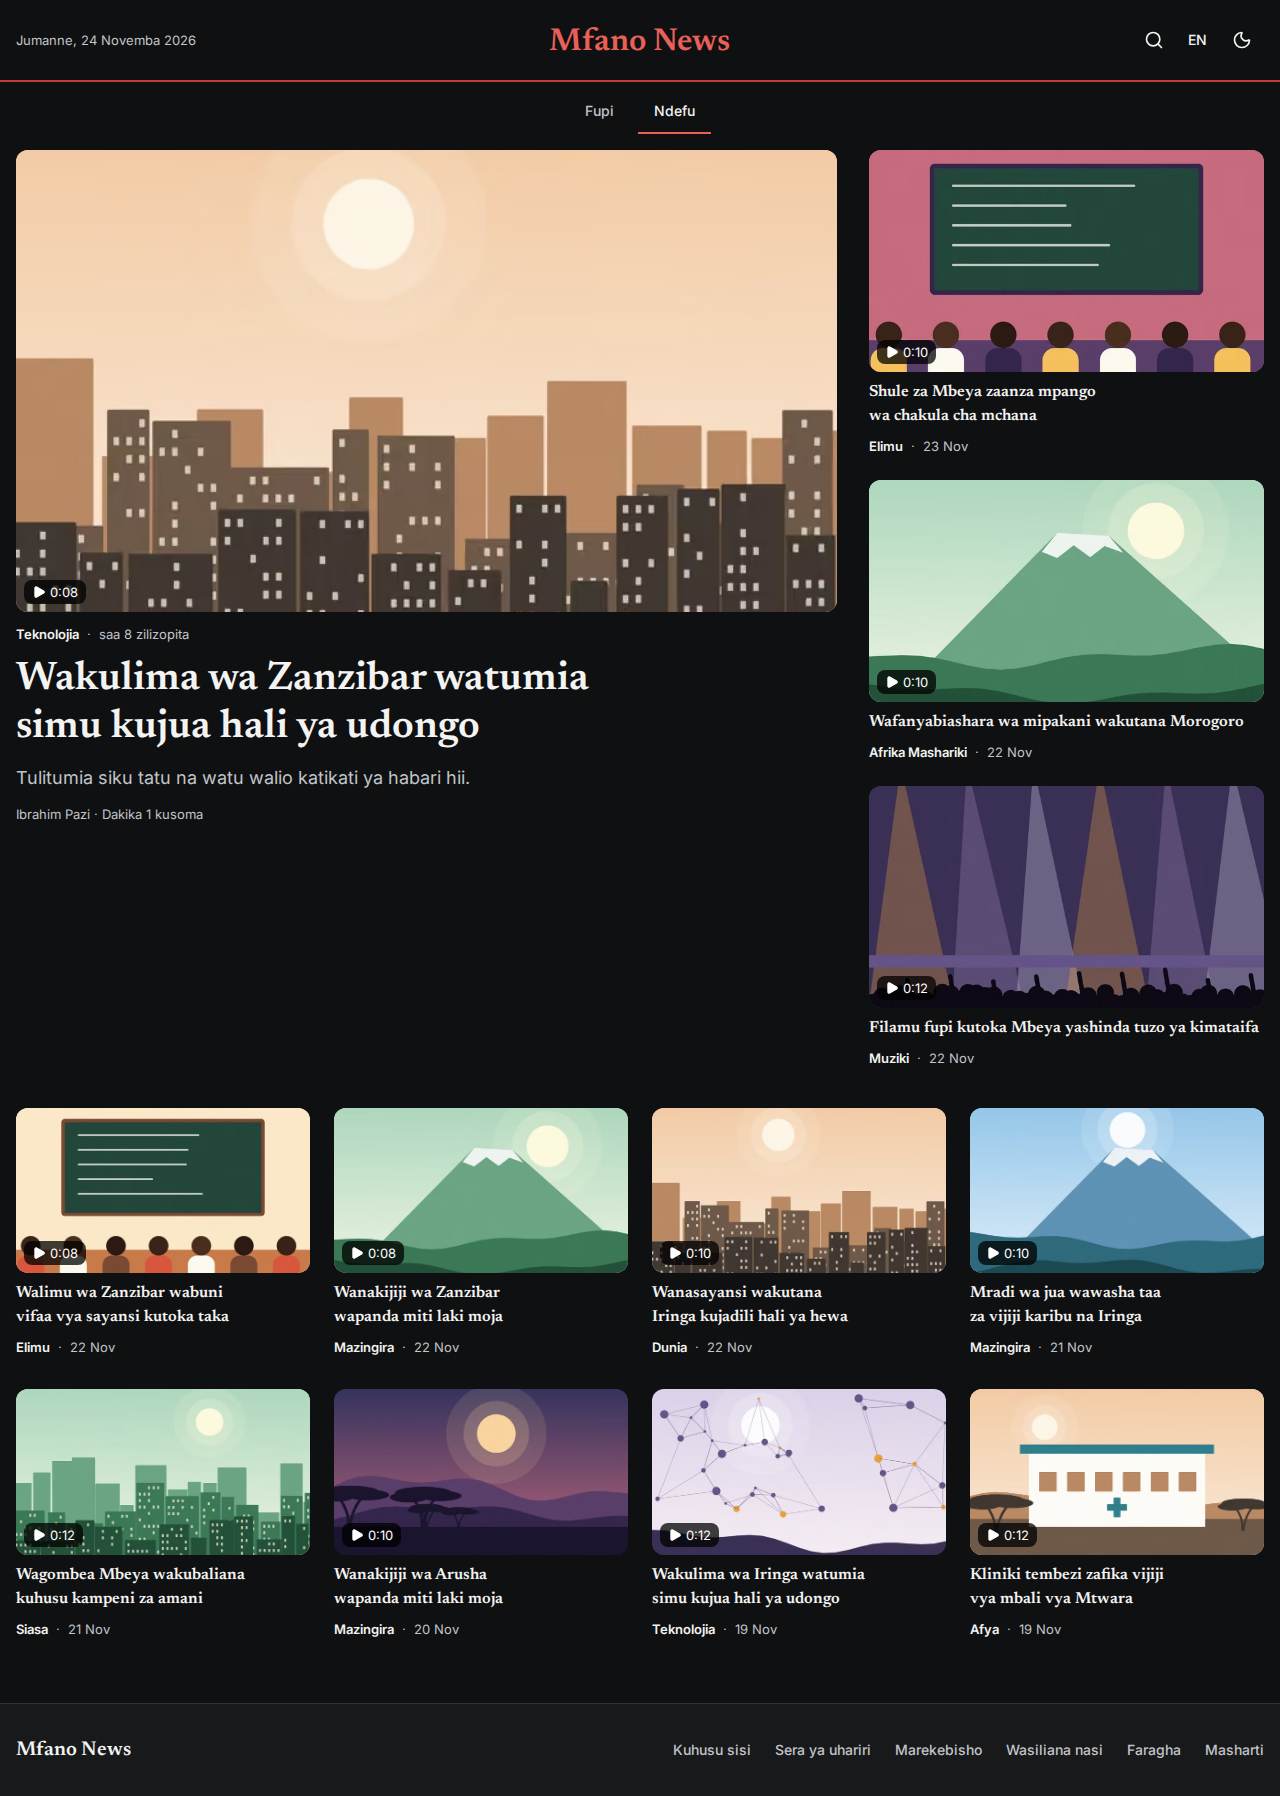 Jumanne, 24 Novemba 2026
Mfano News
EN
Fupi
Ndefu
0:08
Teknolojia · saa 8 zilizopita
Wakulima wa Zanzibar watumia
simu kujua hali ya udongo
Tulitumia siku tatu na watu walio katikati ya habari hii.
Ibrahim Pazi · Dakika 1 kusoma
0:10
Shule za Mbeya zaanza mpango
wa chakula cha mchana
Elimu · 23 Nov
0:10
Wafanyabiashara wa mipakani wakutana Morogoro
Afrika Mashariki · 22 Nov
0:12
Filamu fupi kutoka Mbeya yashinda tuzo ya kimataifa
Muziki · 22 Nov
0:08
Walimu wa Zanzibar wabuni
vifaa vya sayansi kutoka taka
Elimu · 22 Nov
0:08
Wanakijiji wa Zanzibar
wapanda miti laki moja
Mazingira · 22 Nov
0:10
Wanasayansi wakutana
Iringa kujadili hali ya hewa
Dunia · 22 Nov
0:10
Mradi wa jua wawasha taa
za vijiji karibu na Iringa
Mazingira · 21 Nov
0:12
Wagombea Mbeya wakubaliana
kuhusu kampeni za amani
Siasa · 21 Nov
0:10
Wanakijiji wa Arusha
wapanda miti laki moja
Mazingira · 20 Nov
0:12
Wakulima wa Iringa watumia
simu kujua hali ya udongo
Teknolojia · 19 Nov
0:12
Kliniki tembezi zafika vijiji
vya mbali vya Mtwara
Afya · 19 Nov
Mfano News
Kuhusu sisi
Sera ya uhariri
Marekebisho
Wasiliana nasi
Faragha
Masharti